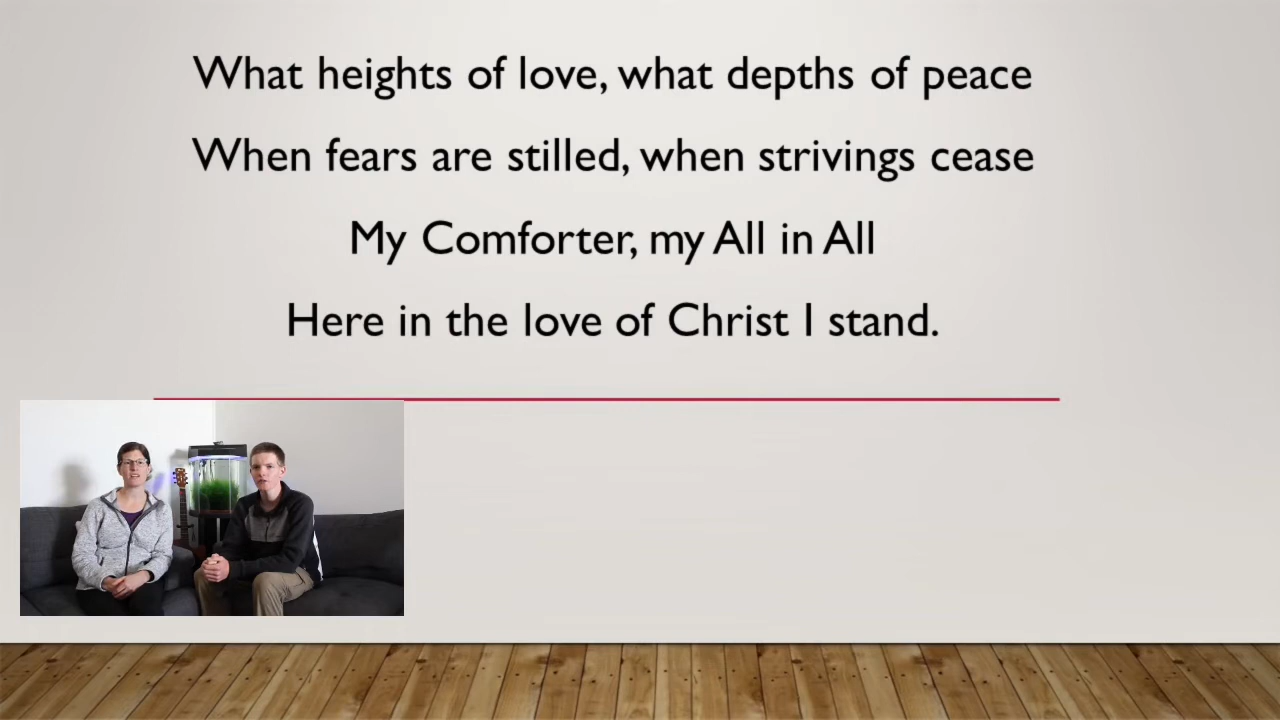 What heights of love, what depths of peace
When fears are stilled, when strivings cease
My Comforter, my All in All
Here in the love of Christ I stand.